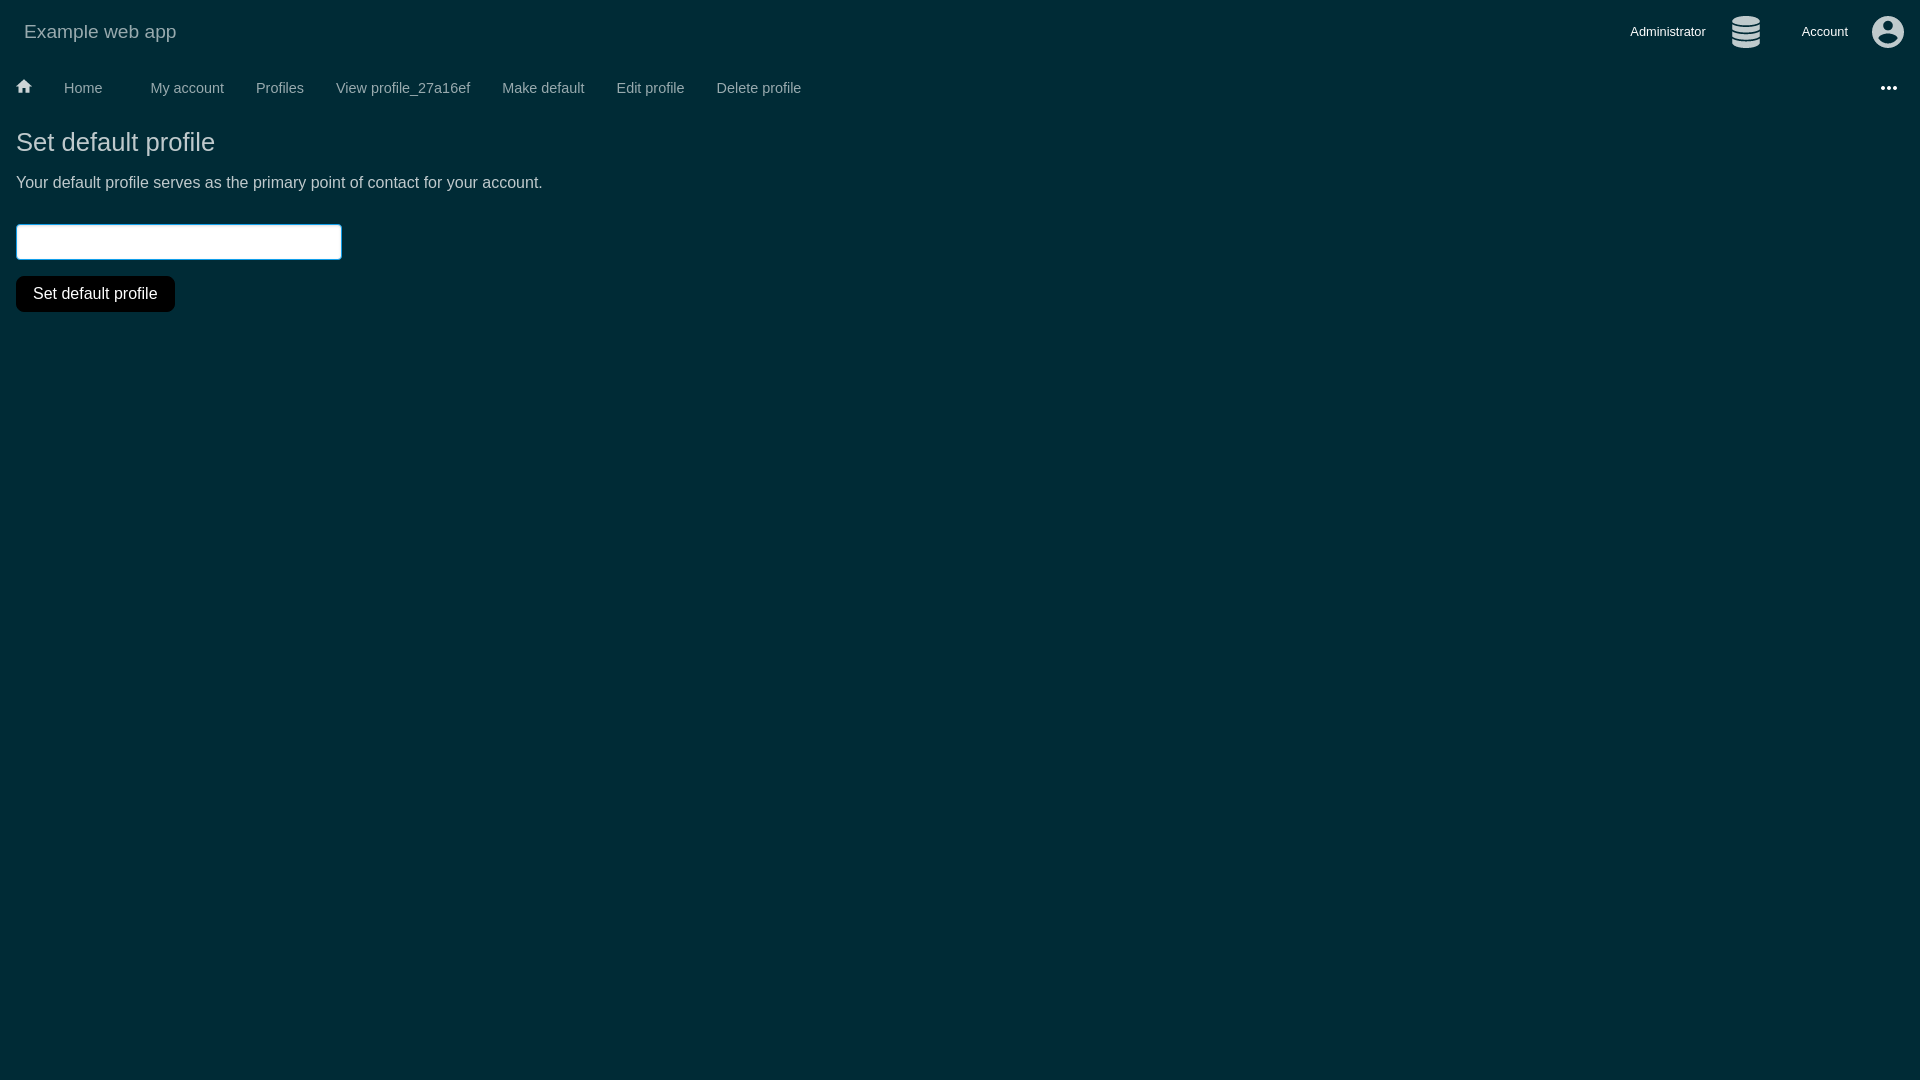 Example web app
Administrator
Account
Home
My account
Profiles
View profile_27a16ef
Make default
Edit profile
Delete profile
Set default profile
Your default profile serves as the primary point of contact for your account.
Set default profile